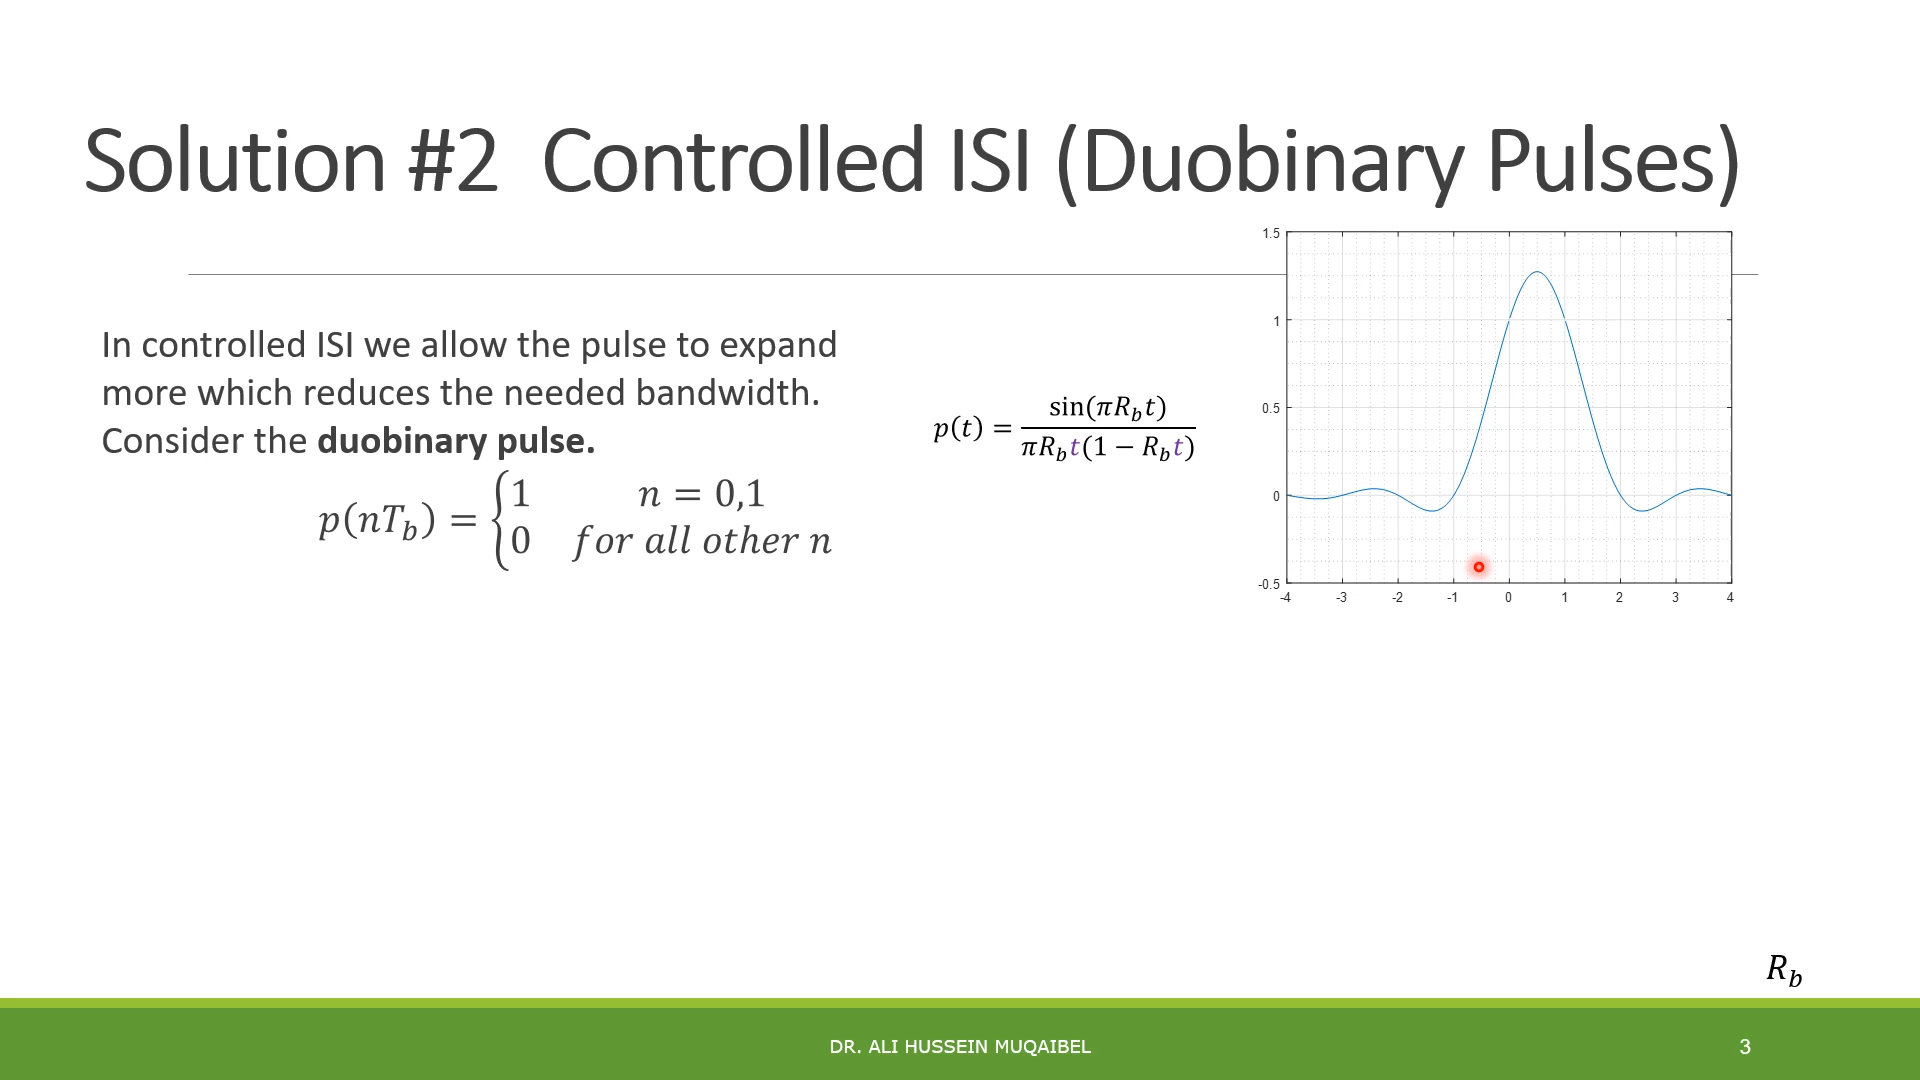 Solution #2  Controlled ISI (Duobinary Pulses)
In controlled ISI we allow the pulse to expand
more which reduces the needed bandwidth.
Consider the duobinary pulse.
p(nT_b) = {1 n = 0,1
0 for all other n
p(t) = sin(πR_bt) / πR_bt(1 − R_bt)
1.5
1
0.5
0
-0.5
-4 -3 -2 -1 0 1 2 3 4
R_b
DR. ALI HUSSEIN MUQAIBEL 3